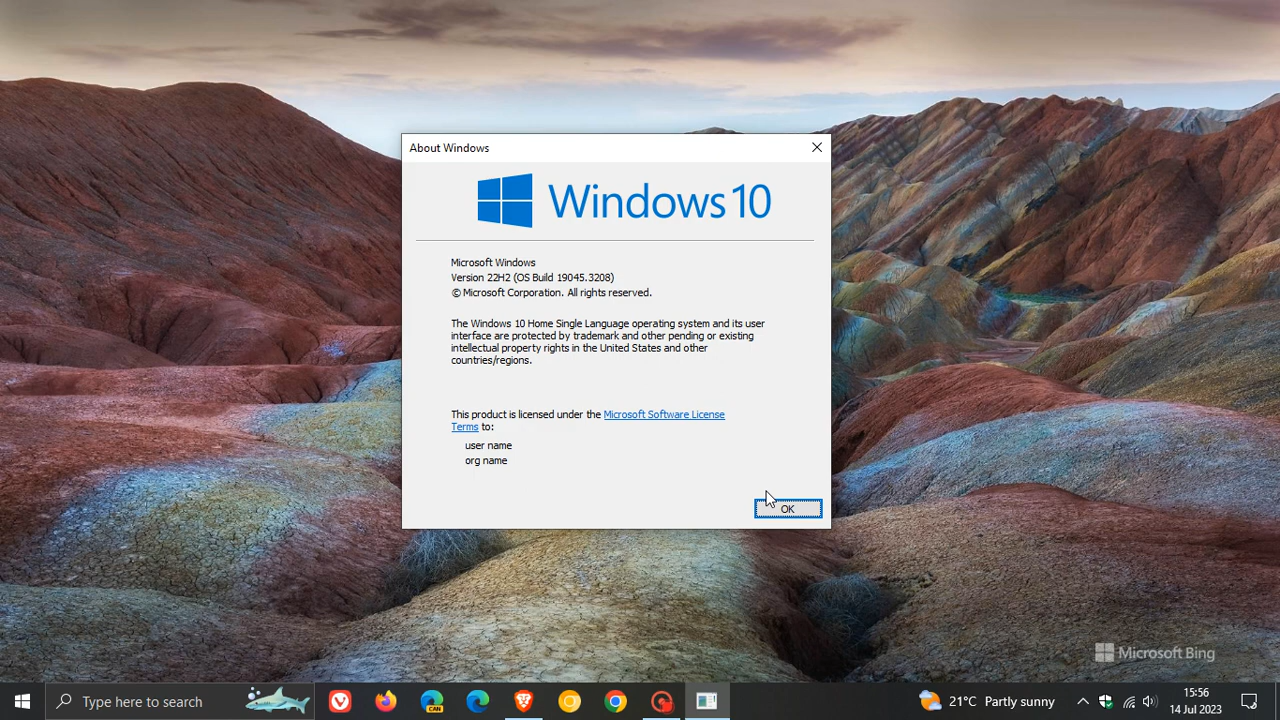 About Windows
Windows 10
Microsoft Windows
Version 22H2 (OS Build 19045.3208)
© Microsoft Corporation. All rights reserved.
The Windows 10 Home Single Language operating system and its user
interface are protected by trademark and other pending or existing
intellectual property rights in the United States and other
countries/regions.
This product is licensed under the Microsoft Software License
Terms to:
user name
org name
OK
Microsoft Bing
Type here to search
CAN
21°C Partly sunny
15:56
14 Jul 2023